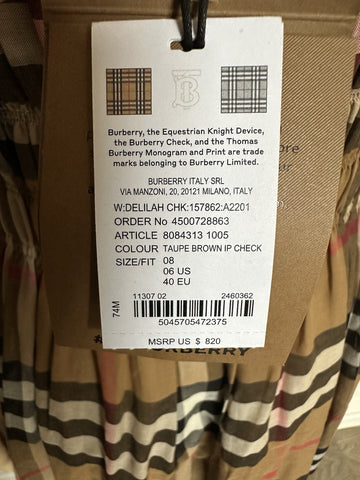 Burberry, the Equestrian Knight Device,
the Burberry Check, and the Thomas
Burberry Monogram and Print are trade
marks belonging to Burberry Limited.
BURBERRY ITALY SRL
VIA MANZONI, 20, 20121 MILANO, ITALY
W:DELILAH CHK:157862:A2201
ORDER No 4500728863
ARTICLE 8084313 1005
COLOUR TAUPE BROWN IP CHECK
SIZE/FIT 08
06 US
40 EU
74M
11307 02 2460362
5045705472375
MSRP US $ 820
BURBERRY